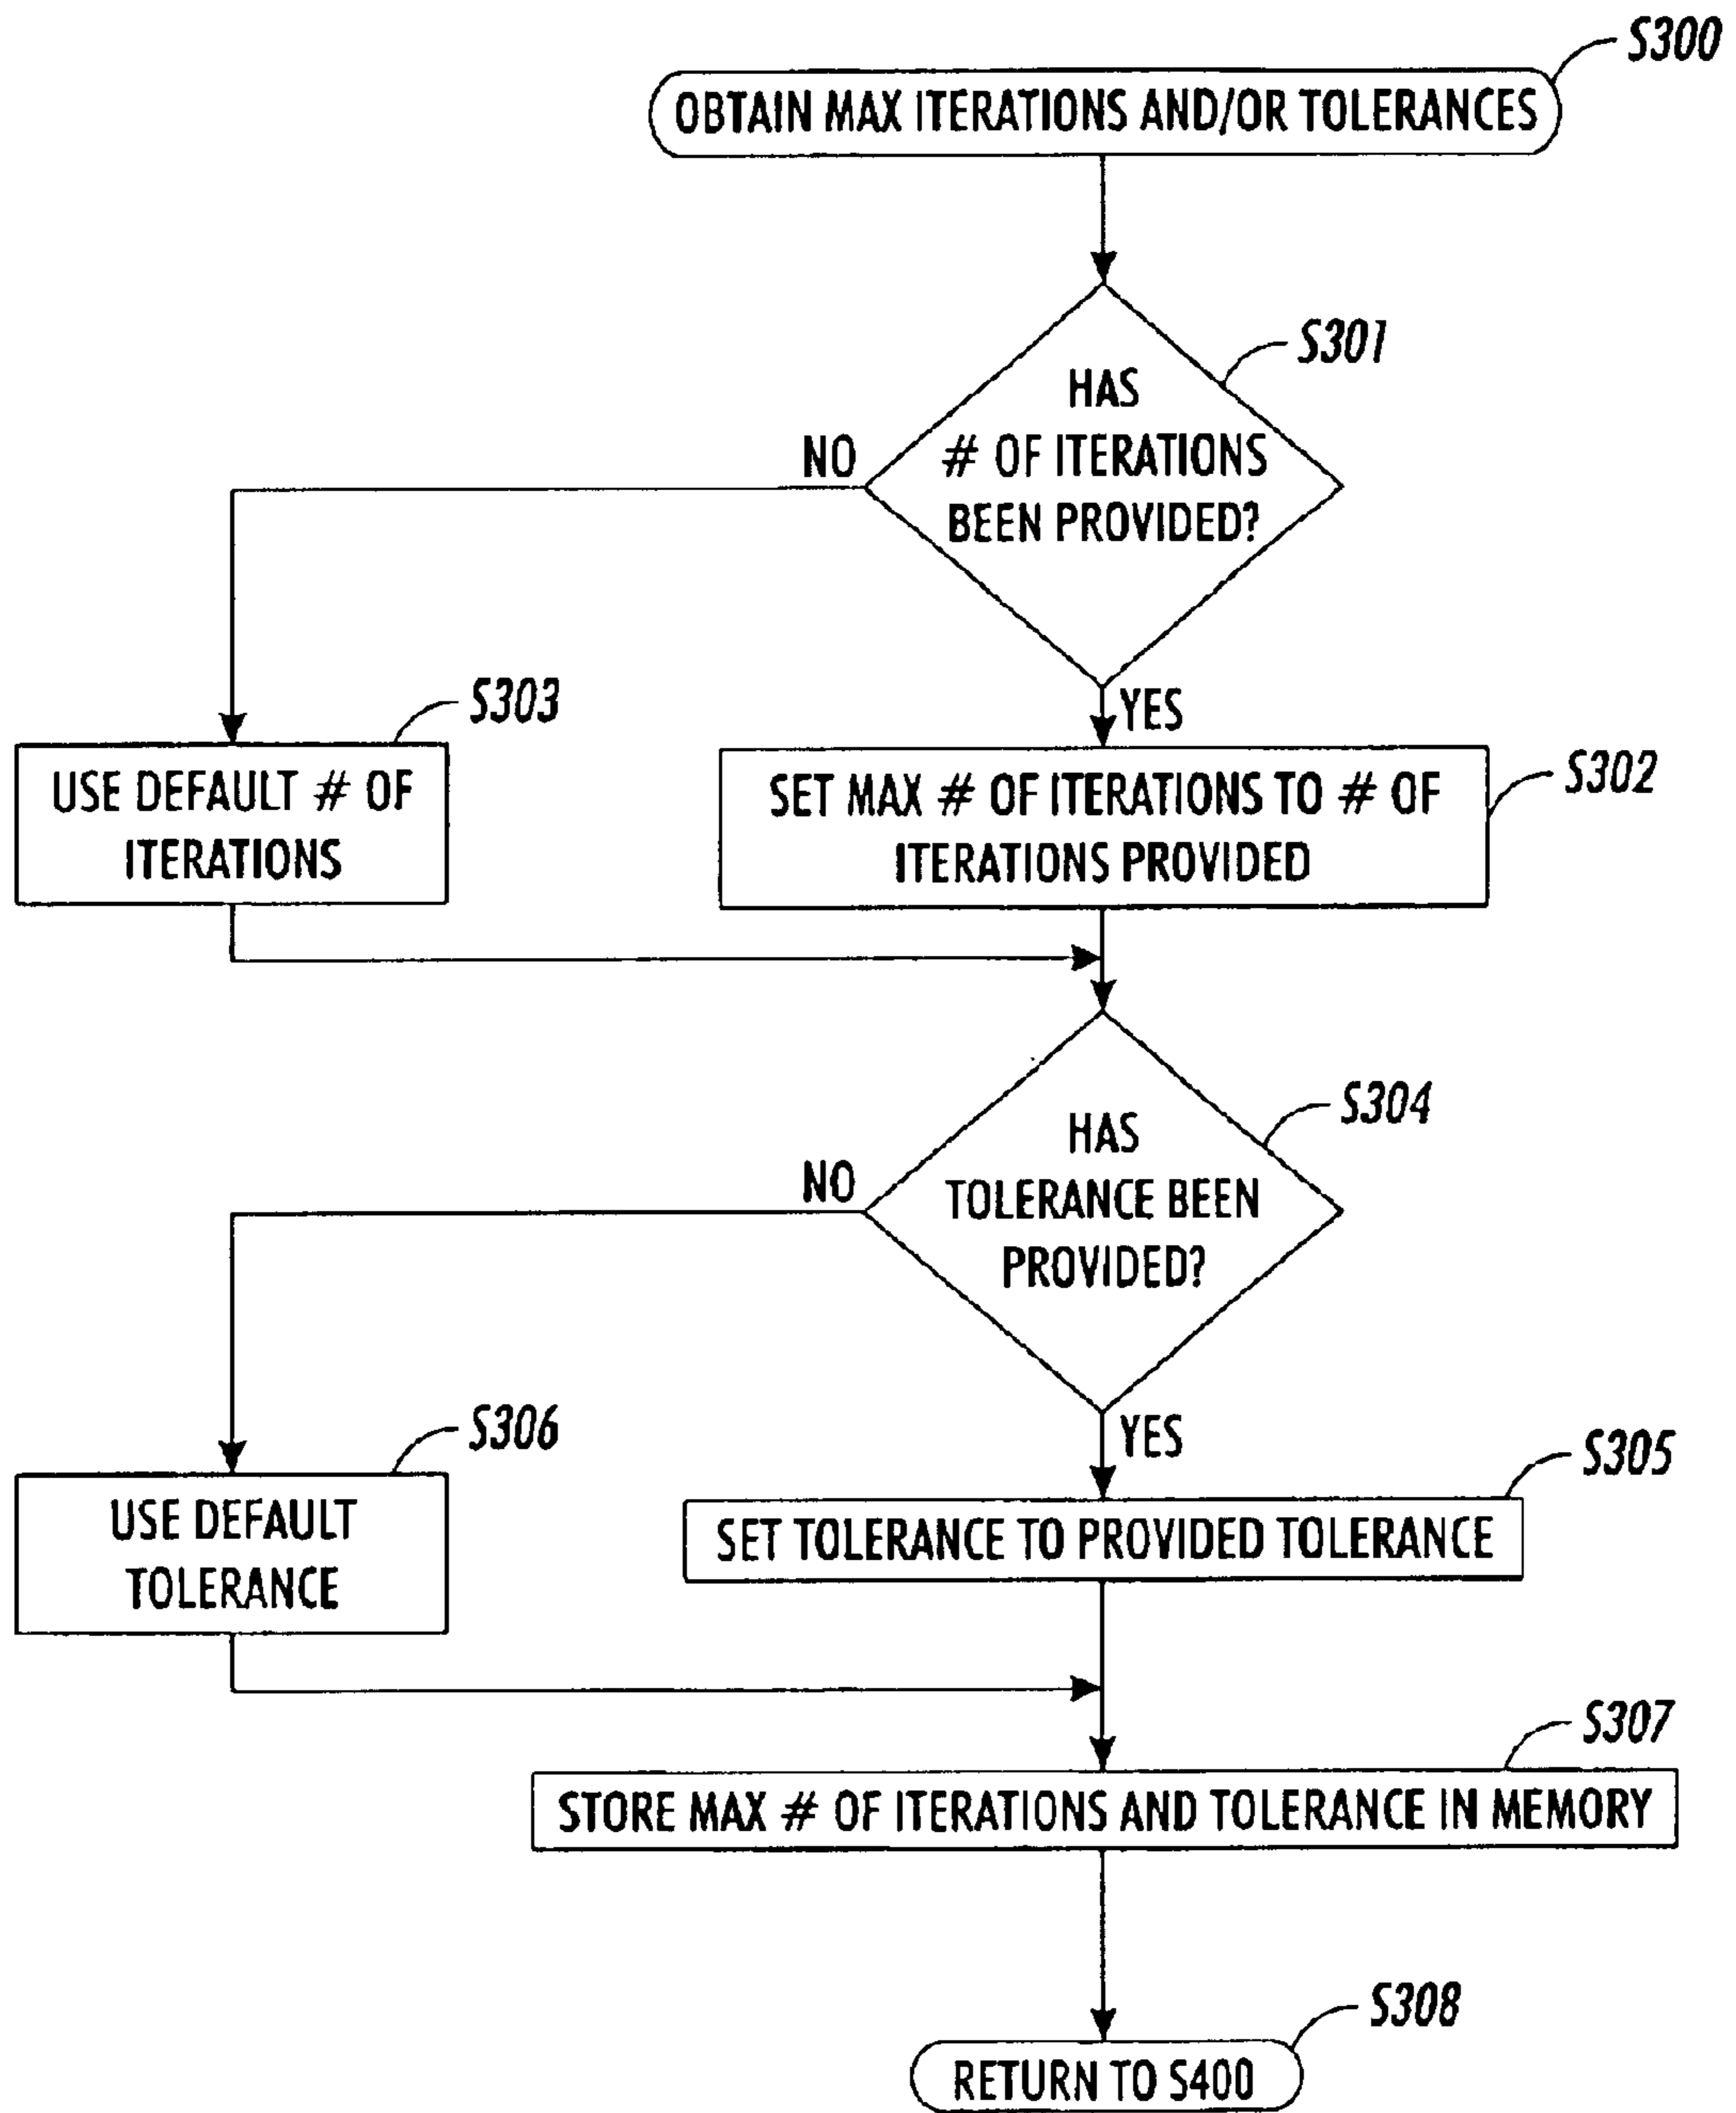 S300
OBTAIN MAX ITERATIONS AND/OR TOLERANCES
S301
HAS
# OF ITERATIONS
BEEN PROVIDED?
NO
YES
S303
USE DEFAULT # OF
ITERATIONS
S302
SET MAX # OF ITERATIONS TO # OF
ITERATIONS PROVIDED
S304
HAS
TOLERANCE BEEN
PROVIDED?
NO
YES
S306
USE DEFAULT
TOLERANCE
S305
SET TOLERANCE TO PROVIDED TOLERANCE
S307
STORE MAX # OF ITERATIONS AND TOLERANCE IN MEMORY
S308
RETURN TO S400